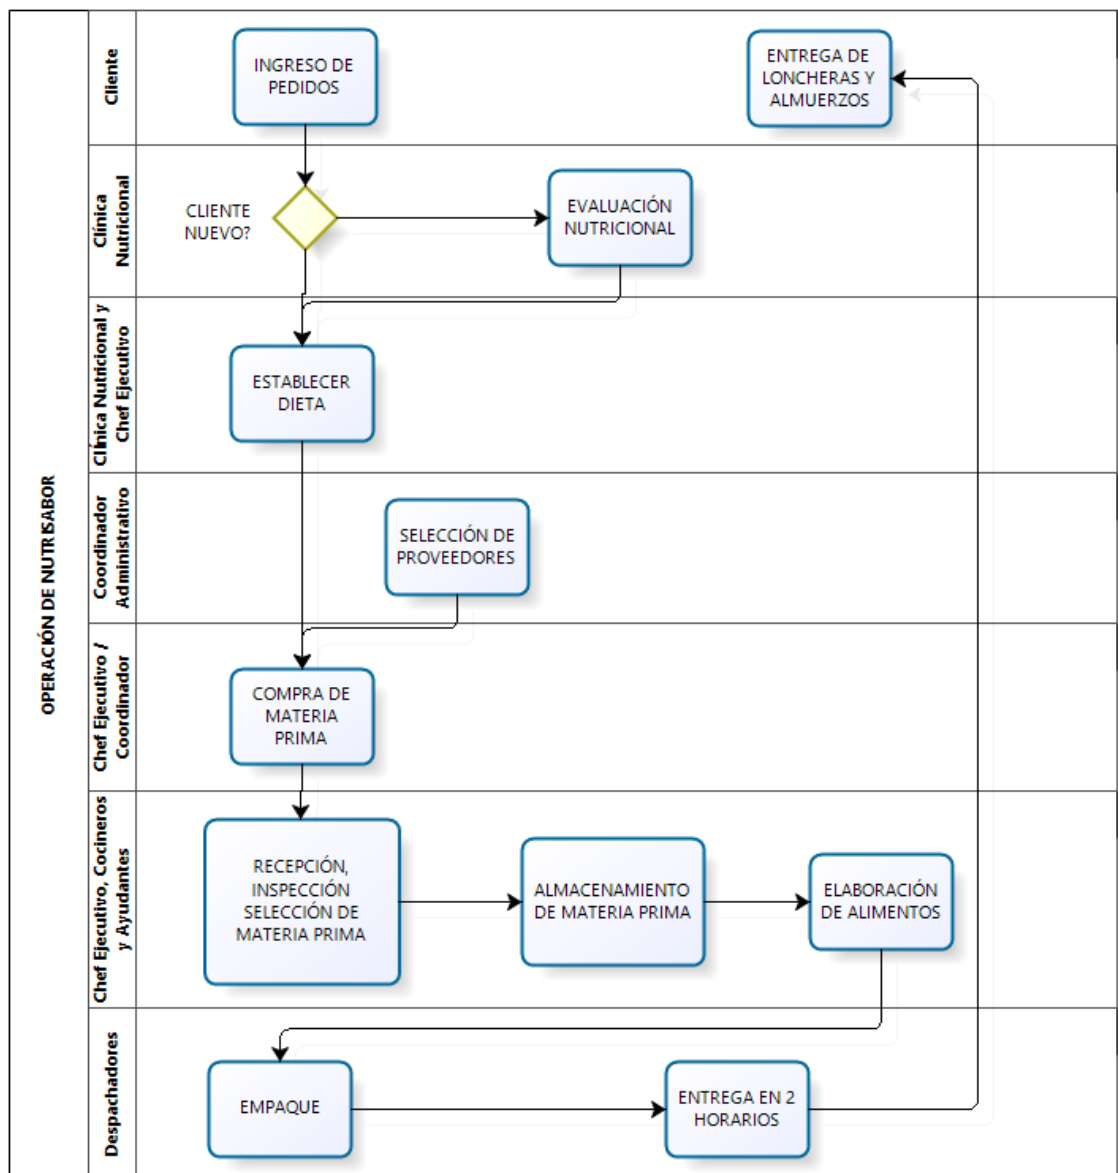 OPERACIÓN DE NUTRISABOR
Cliente
INGRESO DE
PEDIDOS
ENTREGA DE
LONCHERAS Y
ALMUERZOS
Clínica
Nutricional
CLIENTE
NUEVO?
EVALUACIÓN
NUTRICIONAL
Clínica Nutricional y
Chef Ejecutivo
ESTABLECER
DIETA
Coordinador
Administrativo
SELECCIÓN DE
PROVEEDORES
Chef Ejecutivo /
Coordinador
COMPRA DE
MATERIA
PRIMA
Chef Ejecutivo, Cocineros
y Ayudantes
RECEPCIÓN,
INSPECCIÓN
SELECCIÓN DE
MATERIA PRIMA
ALMACENAMIENTO
DE MATERIA PRIMA
ELABORACIÓN
DE ALIMENTOS
Despachadores
EMPAQUE
ENTREGA EN 2
HORARIOS